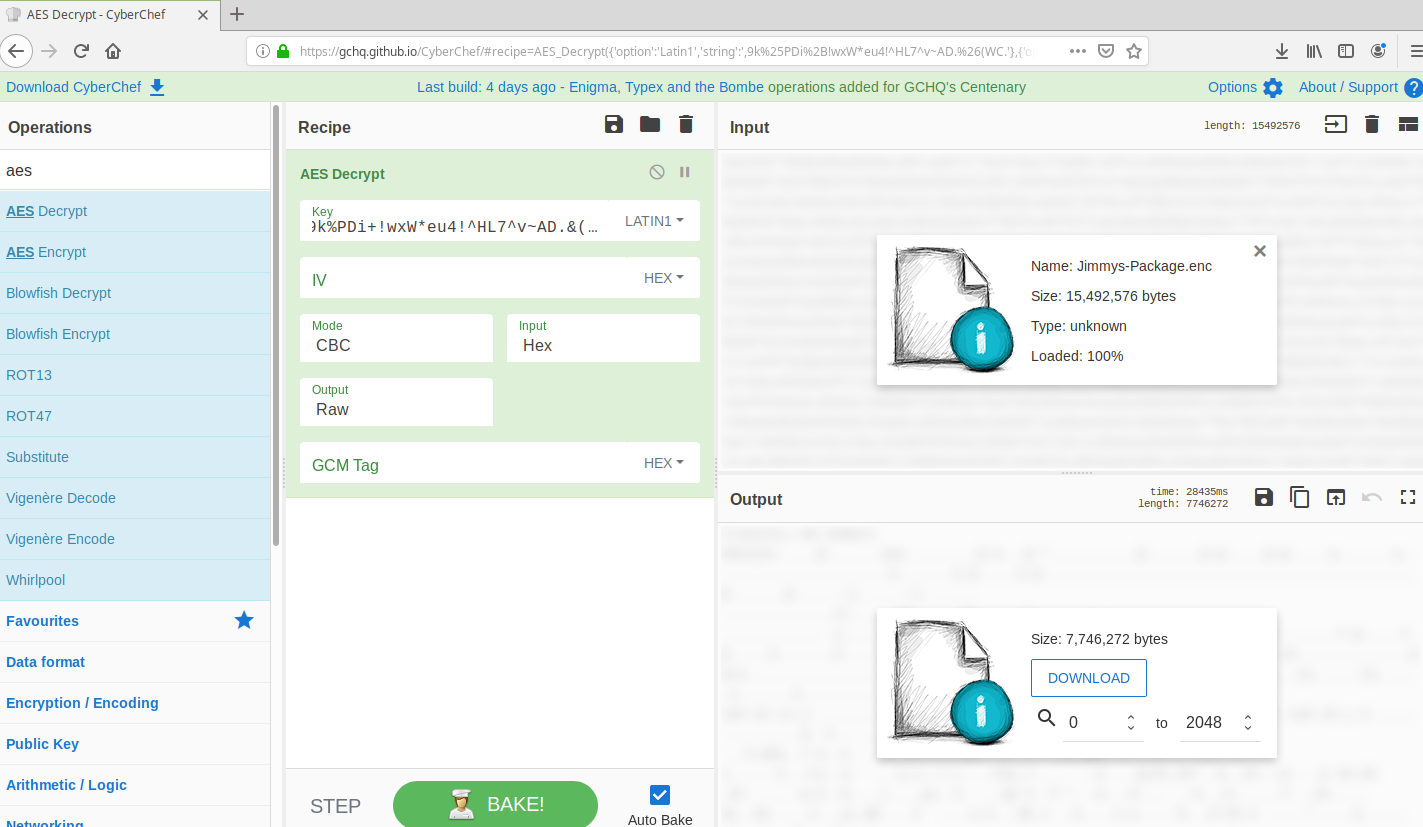 AES Decrypt - CyberChef
https://gchq.github.io/CyberChef/#recipe=AES_Decrypt({'option':'Latin1','string':',9k%25PDi%2B!wxW*eu4!^HL7^v~AD.%26(WC.'},{'o
Download CyberChef
Last build: 4 days ago - Enigma, Typex and the Bombe operations added for GCHQ's Centenary
Options
About / Support
Operations
Recipe
Input
length: 15492576
aes
AES Decrypt
AES Encrypt
Blowfish Decrypt
Blowfish Encrypt
ROT13
ROT47
Substitute
Vigenère Decode
Vigenère Encode
Whirlpool
Favourites
Data format
Encryption / Encoding
Public Key
Arithmetic / Logic
Networking
AES Decrypt
Key
9k%PDi+!wxW*eu4!^HL7^v~AD.&(…
LATIN1
IV
HEX
Mode
CBC
Input
Hex
Output
Raw
GCM Tag
HEX
STEP
BAKE!
Auto Bake
Name: Jimmys-Package.enc
Size: 15,492,576 bytes
Type: unknown
Loaded: 100%
Output
time: 28435ms
length: 7746272
Size: 7,746,272 bytes
DOWNLOAD
0 to 2048